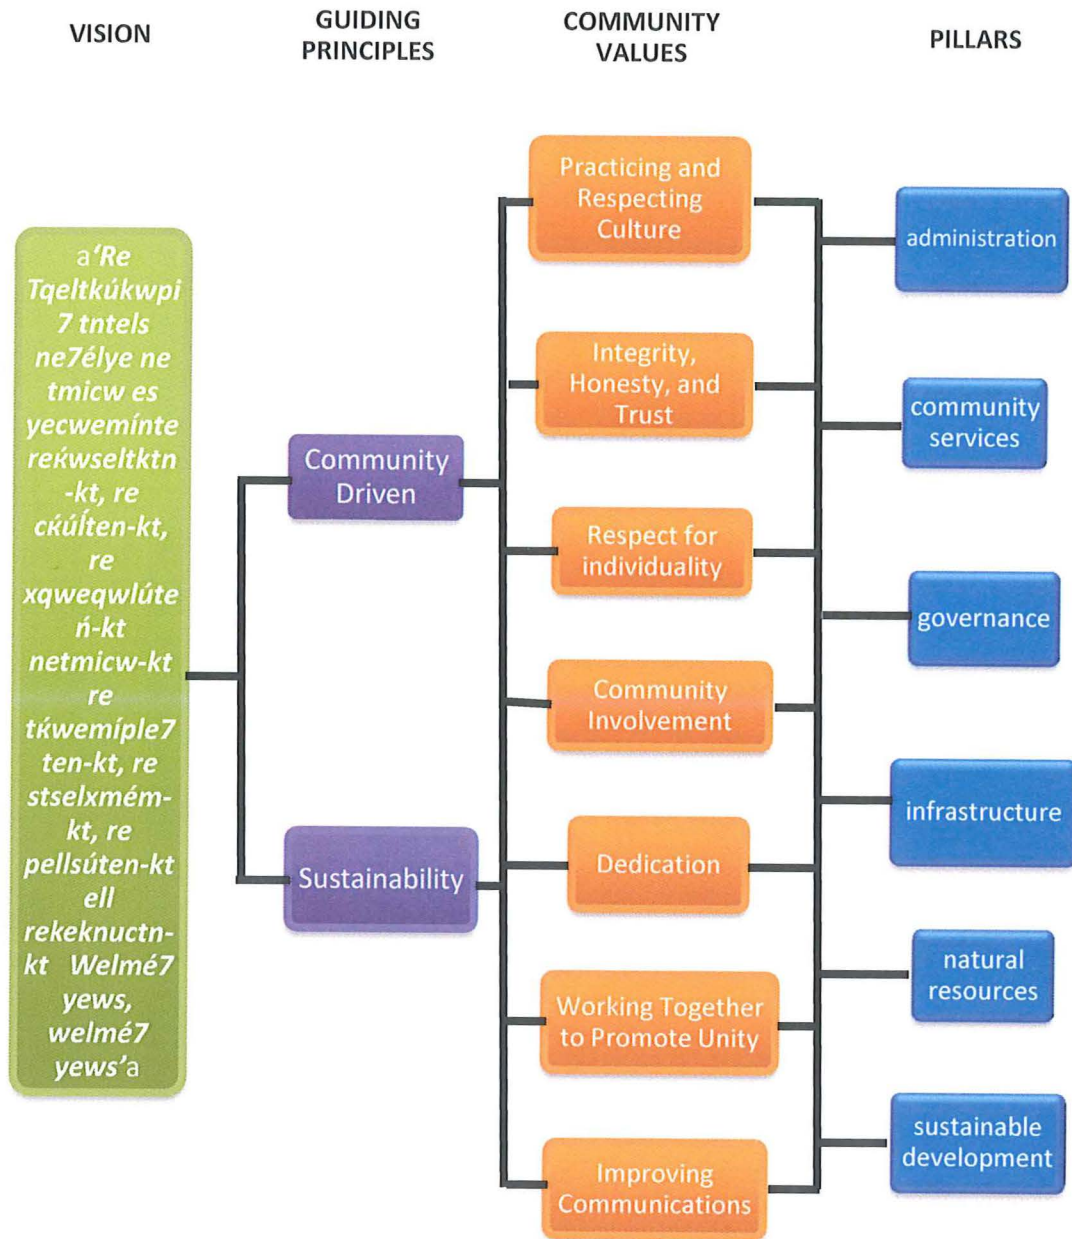 VISION
GUIDING
PRINCIPLES
COMMUNITY
VALUES
PILLARS
a‘Re
Tqeltkúkwpi
7 tntels
ne7élye ne
tmicw es
yecwemínte
reḱwseltktn
-kt, re
cḱúĺten-kt,
re
xqweqwlúte
ń-kt
netmicw-kt
re
tḱwemíple7
ten-kt, re
stselxmém-
kt, re
pellsúten-kt
ell
rekeknuctn-
kt Welmé7
yews,
welmé7
yews’a
Community
Driven
Sustainability
Practicing and
Respecting
Culture
Integrity,
Honesty, and
Trust
Respect for
individuality
Community
Involvement
Dedication
Working Together
to Promote Unity
Improving
Communications
administration
community
services
governance
infrastructure
natural
resources
sustainable
development